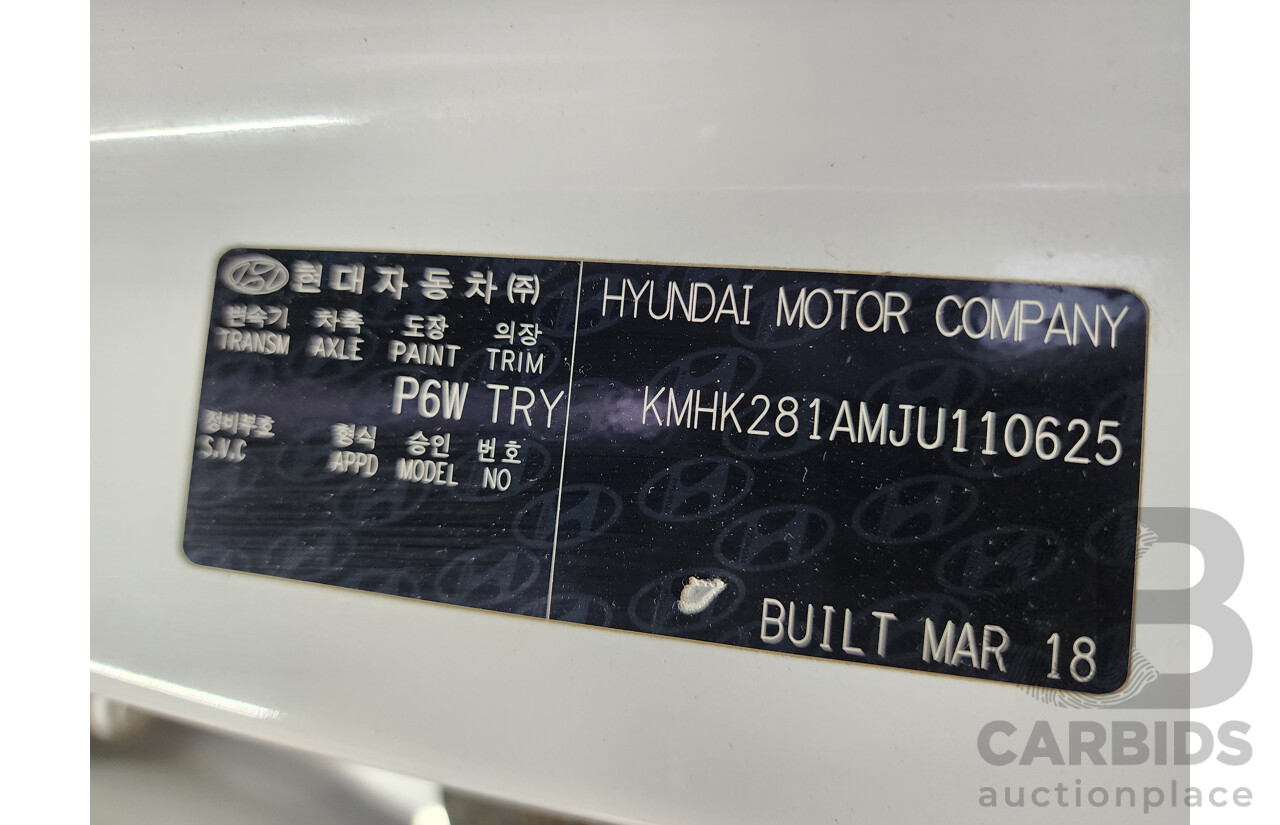 현대자동차(주)
변속기 차축 도장 의장
TRANSM AXLE PAINT TRIM
P6W TRY
정비부호 형식 승인 번호
S.V.C APPD MODEL NO
HYUNDAI MOTOR COMPANY
KMHK281AMJU110625
BUILT MAR 18
B
CARBIDS
auctionplace